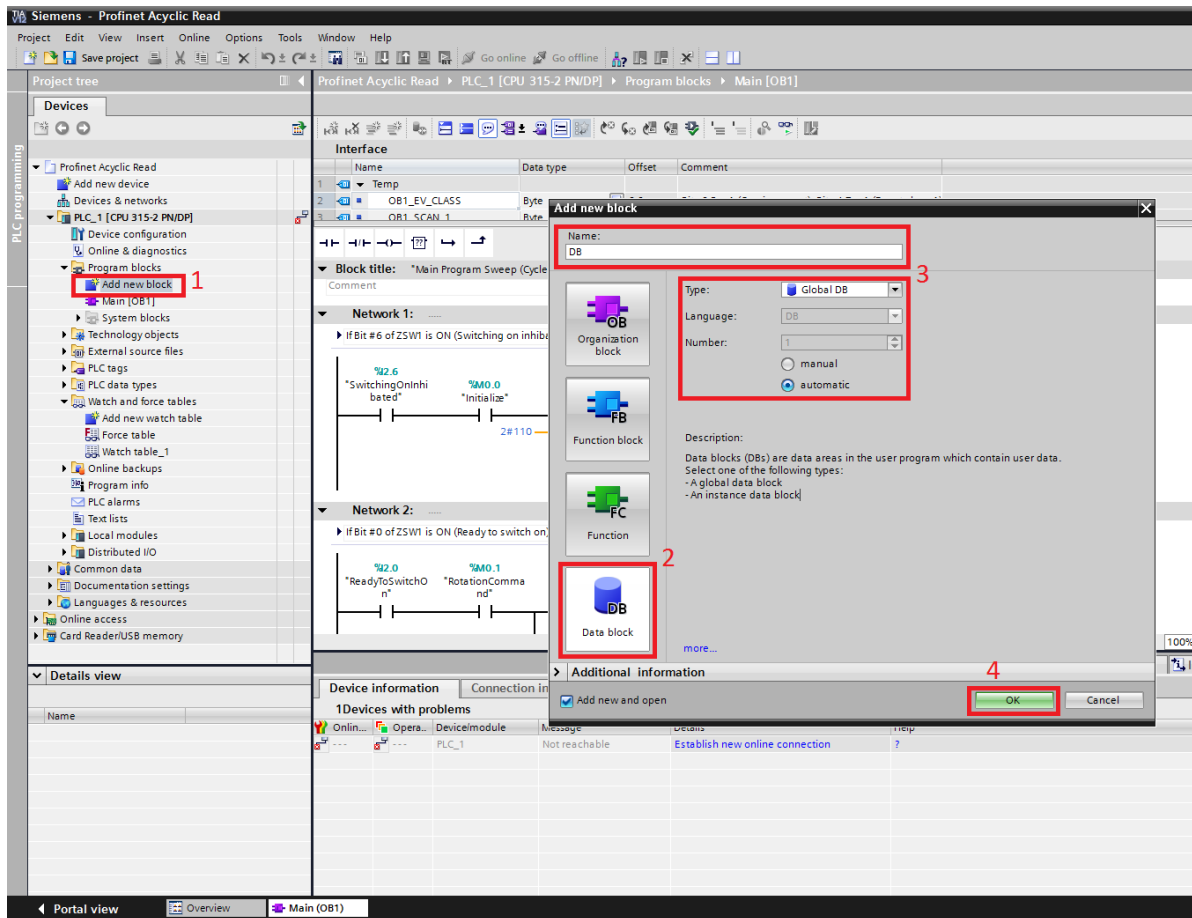 Siemens - Profinet Acyclic Read
Project Edit View Insert Online Options Tools Window Help
Save project Go online Go offline
Project tree
Profinet Acyclic Read PLC_1 [CPU 315-2 PN/DP] Program blocks Main [OB1]
Devices
PLC programming
Profinet Acyclic Read
Add new device
Devices & networks
PLC_1 [CPU 315-2 PN/DP]
Device configuration
Online & diagnostics
Program blocks
Add new block
1
Main [OB1]
System blocks
Technology objects
External source files
PLC tags
PLC data types
Watch and force tables
Add new watch table
Force table
Watch table_1
Online backups
Program info
PLC alarms
Text lists
Local modules
Distributed I/O
Common data
Documentation settings
Languages & resources
Online access
Card Reader/USB memory
Details view
Name
Interface
Name Data type Offset Comment
1 Temp
2 OB1_EV_CLASS Byte
3 OB1_SCAN_1 Byte
Block title: "Main Program Sweep (Cycle
Comment
Network 1: .....
If Bit #6 of ZSW1 is ON (Switching on inhiba
%I2.6
"SwitchingOnInhi
bated"
%M0.0
"Initialize"
2#110
Network 2: .....
If Bit #0 of ZSW1 is ON (Ready to switch on)
%I2.0
"ReadyToSwitchO
n"
%M0.1
"RotationComma
nd"
100%
Add new block
Name:
DB
3
OB
Organization
block
FB
Function block
FC
Function
2
DB
Data block
Type: Global DB
Language: DB
Number: 1
manual
automatic
Description:
Data blocks (DBs) are data areas in the user program which contain user data.
Select one of the following types:
- A global data block
- An instance data block
more...
Additional information
4
Add new and open
OK Cancel
Device information Connection in
1Devices with problems
Onlin... Opera.. Device/module Message Details Help
--- --- PLC_1 Not reachable Establish new online connection ?
Portal view Overview Main (OB1)